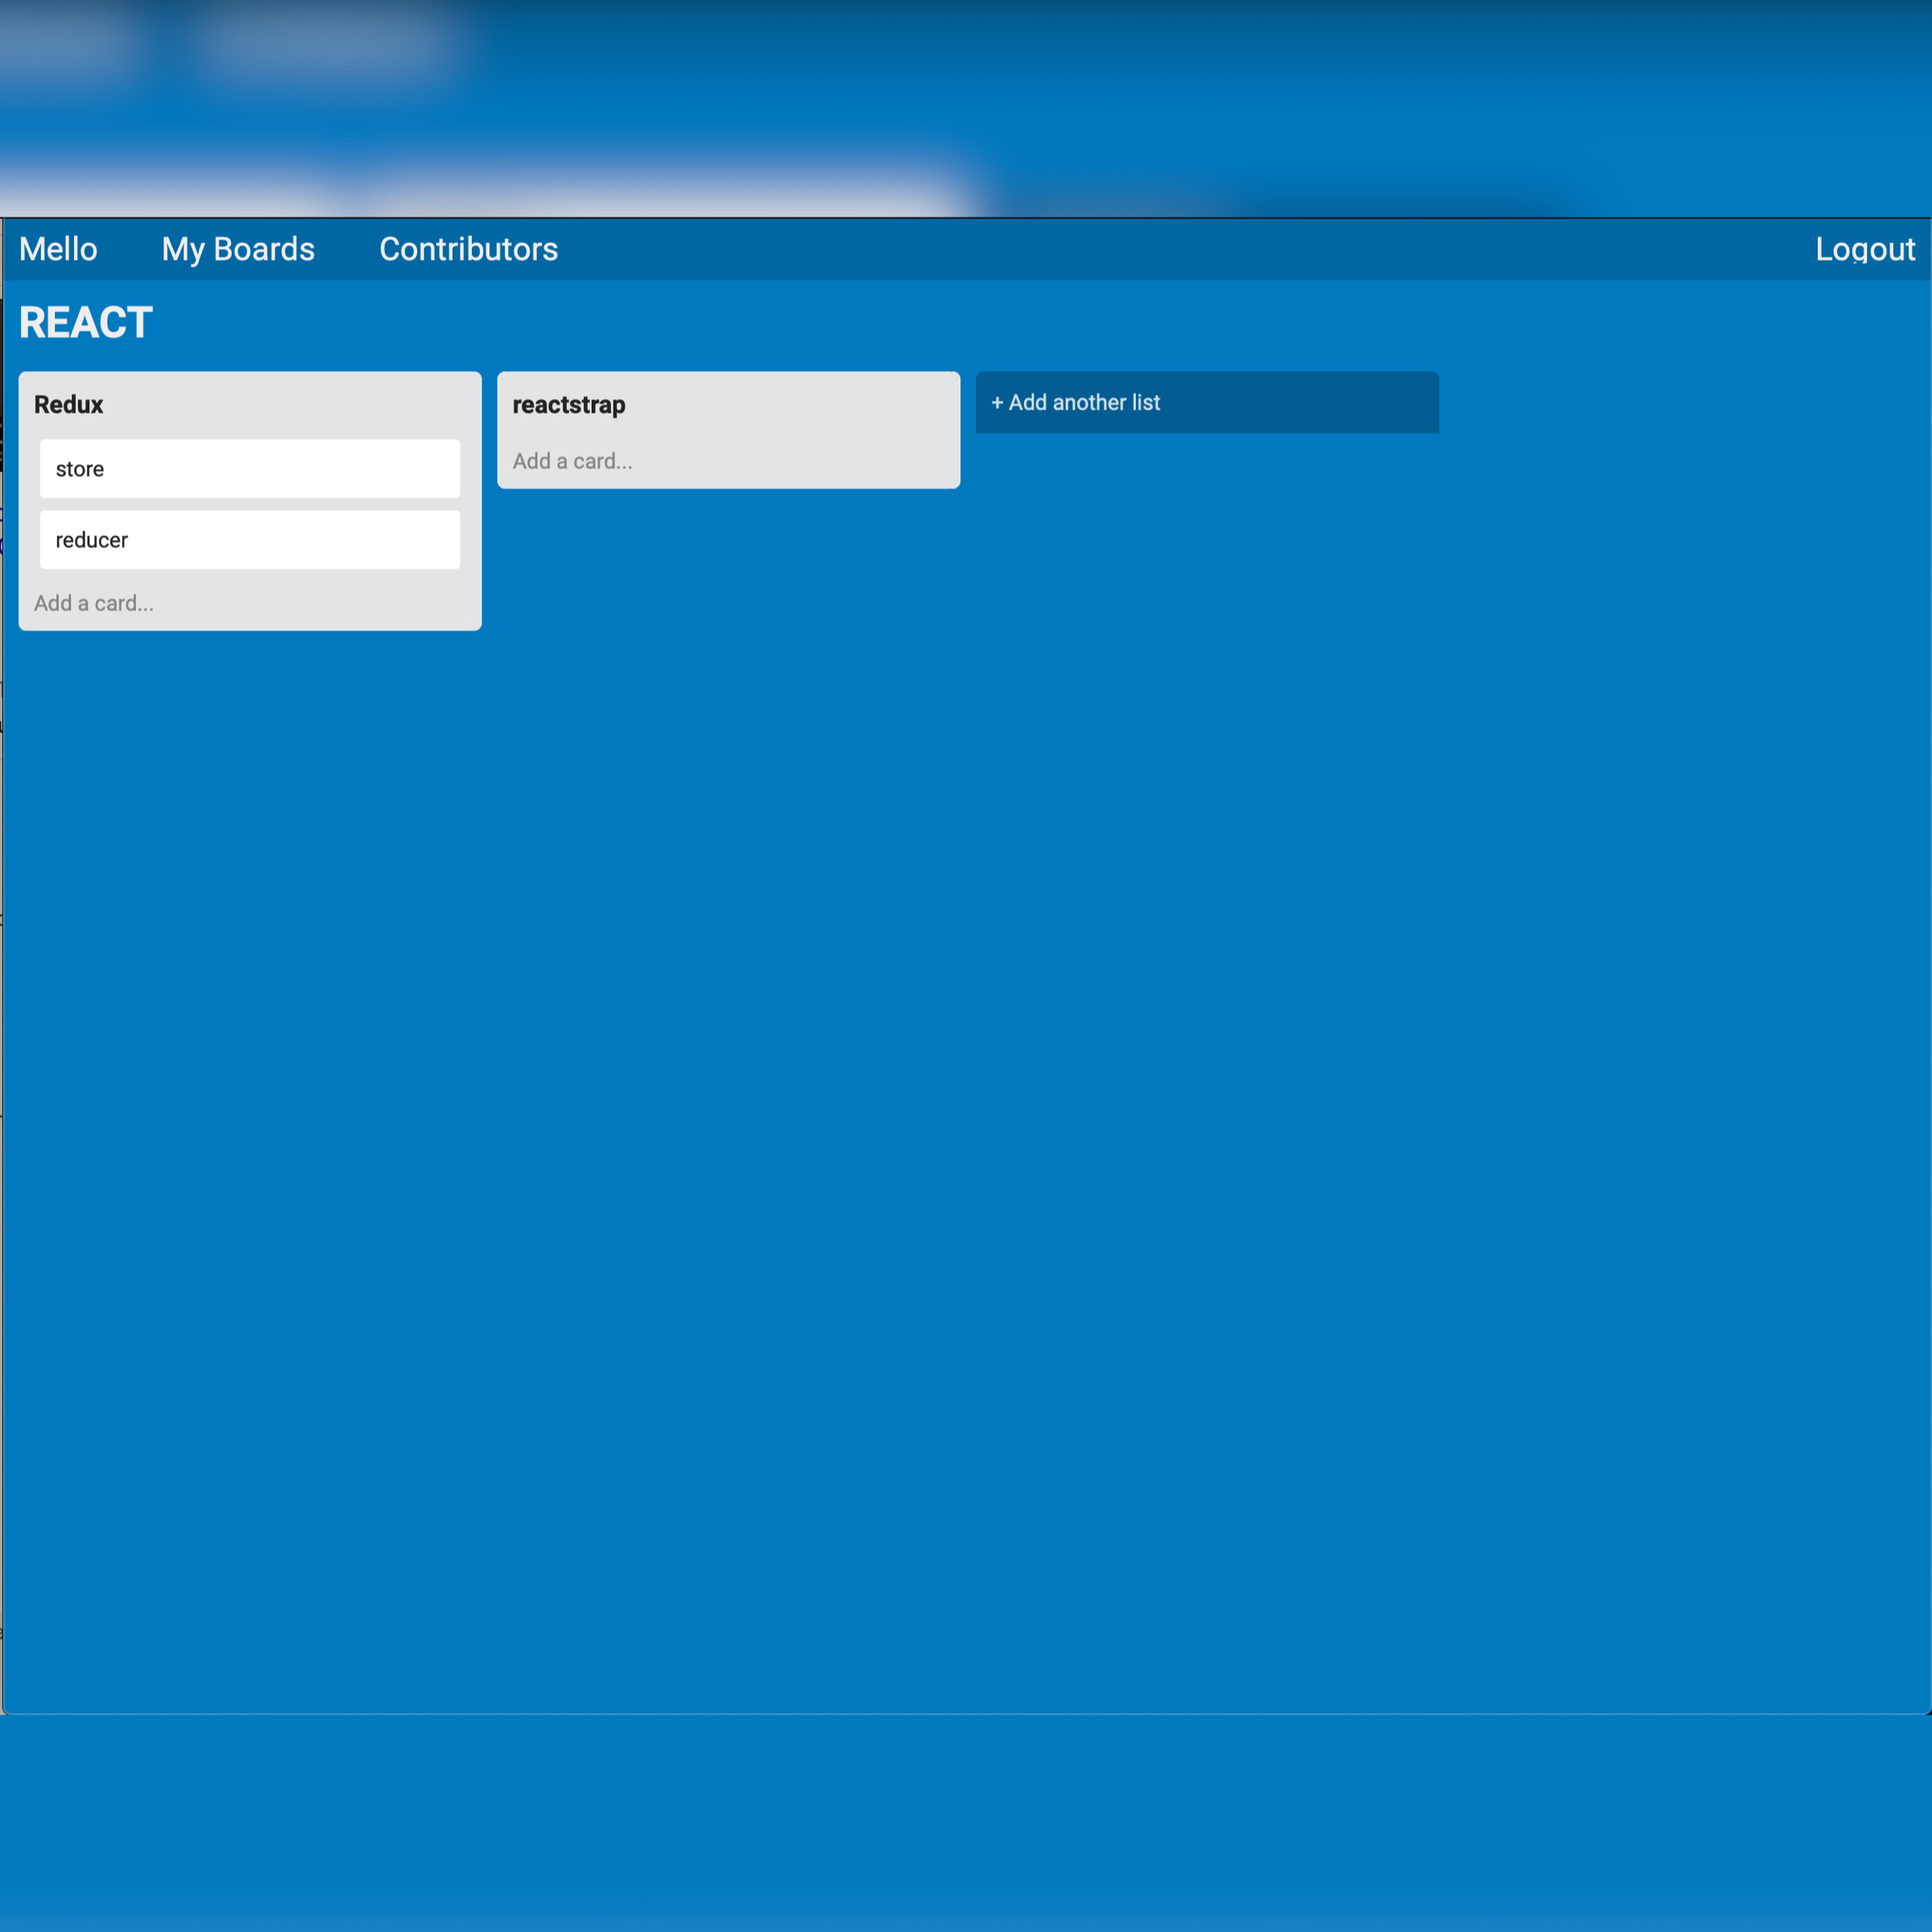 Mello My Boards Contributors Logout
REACT
Redux
store
reducer
Add a card...
reactstrap
Add a card...
+ Add another list